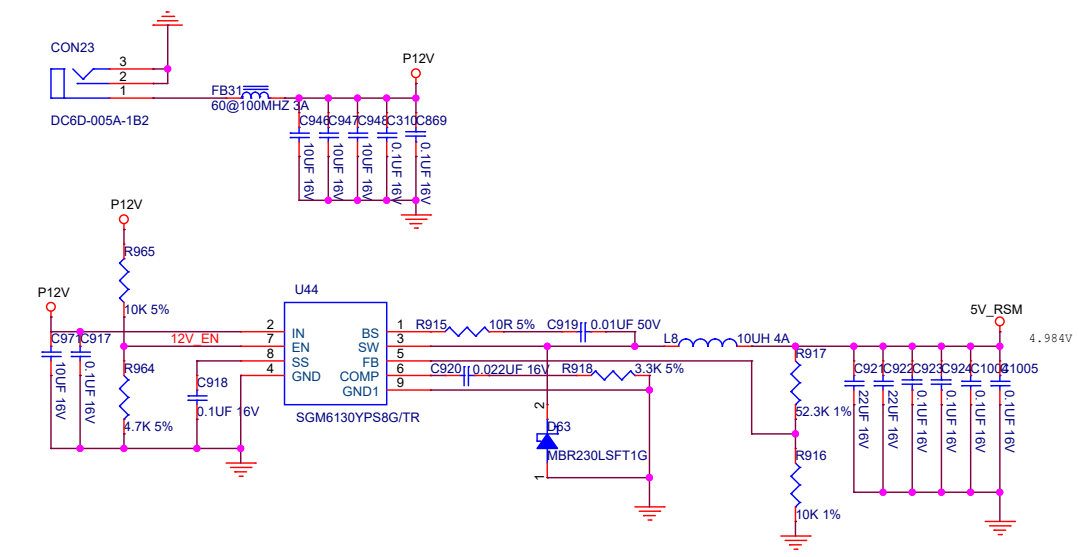 CON23
3
2
1
DC6D-005A-1B2
FB31
60@100MHZ 3A
P12V
C946
C947
C948
C310
C869
10UF 16V
10UF 16V
10UF 16V
0.1UF 16V
0.1UF 16V
P12V
R965
10K 5%
P12V
C971
C917
10UF 16V
0.1UF 16V
12V_EN
R964
4.7K 5%
C918
0.1UF 16V
U44
2 IN
7 EN
8 SS
4 GND
BS 1
SW 3
FB 5
COMP 6
GND1 9
SGM6130YPS8G/TR
R915
10R 5%
C919
0.01UF 50V
C920
0.022UF 16V
R918
3.3K 5%
L8
10UH 4A
2
D63
MBR230LSFT1G
1
R917
52.3K 1%
R916
10K 1%
5V_RSM
4.984V
C921
C922
C923
C924
C1004
C1005
22UF 16V
22UF 16V
0.1UF 16V
0.1UF 16V
0.1UF 16V
0.1UF 16V